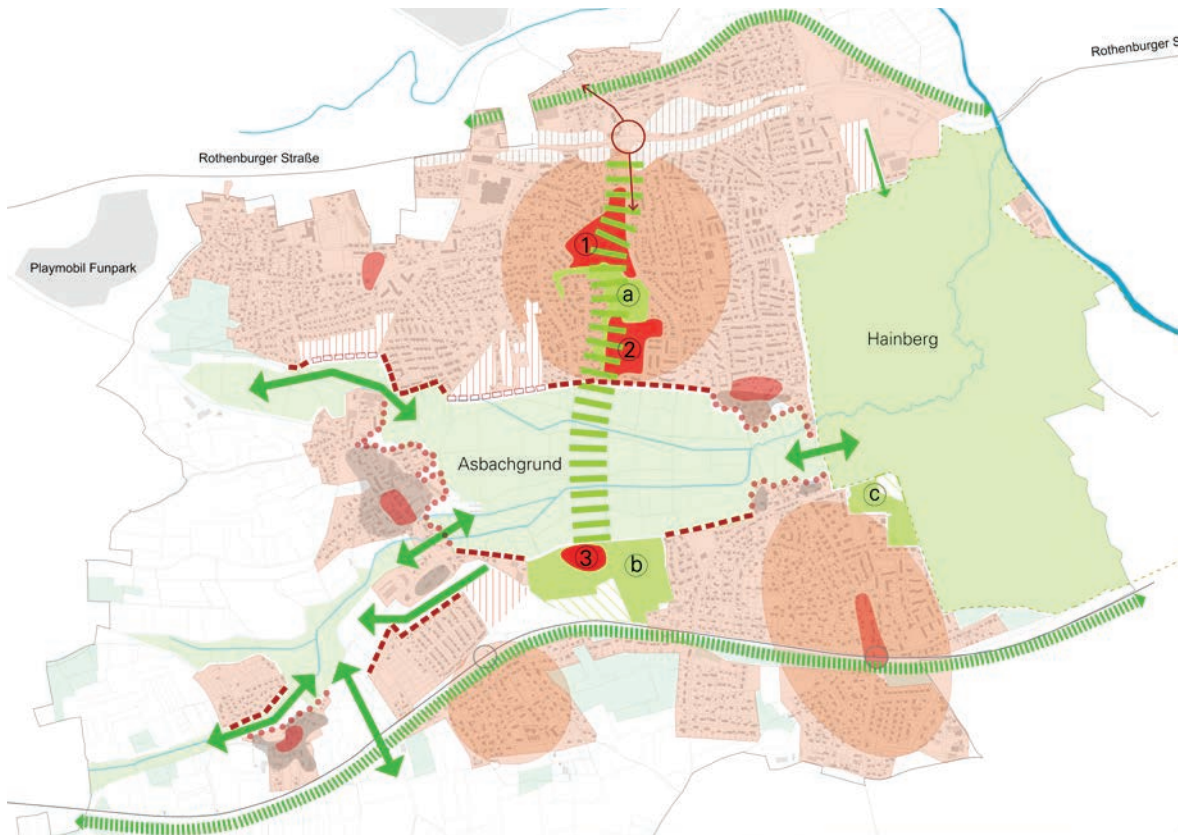 Rothenburger S
Rothenburger Straße
Playmobil Funpark
1
a
2
Hainberg
Asbachgrund
c
3
b